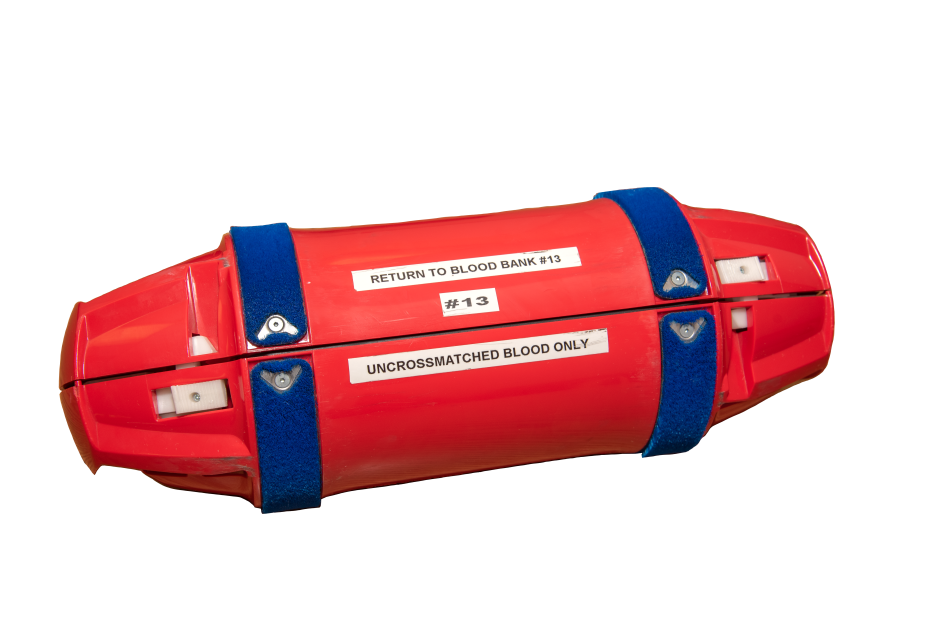 RETURN TO BLOOD BANK #13
#13
UNCROSSMATCHED BLOOD ONLY